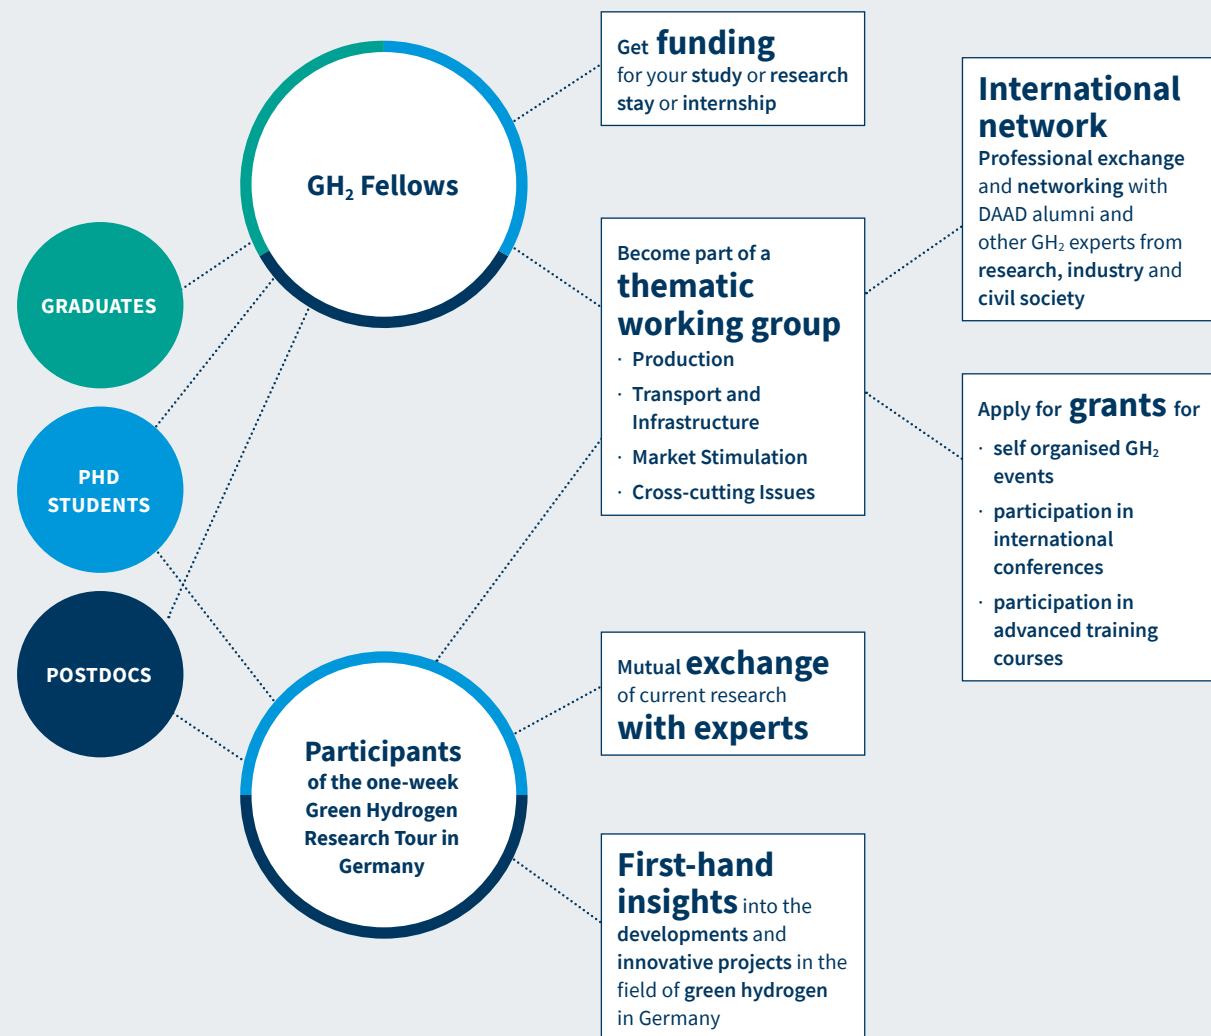 GRADUATES
PHD
STUDENTS
POSTDOCS
GH₂ Fellows
Participants
of the one-week
Green Hydrogen
Research Tour in
Germany
Get funding
for your study or research
stay or internship
Become part of a
thematic
working group
· Production
· Transport and
Infrastructure
· Market Stimulation
· Cross-cutting Issues
Mutual exchange
of current research
with experts
First-hand
insights into the
developments and
innovative projects in the
field of green hydrogen
in Germany
International
network
Professional exchange
and networking with
DAAD alumni and
other GH₂ experts from
research, industry and
civil society
Apply for grants for
· self organised GH₂
events
· participation in
international
conferences
· participation in
advanced training
courses